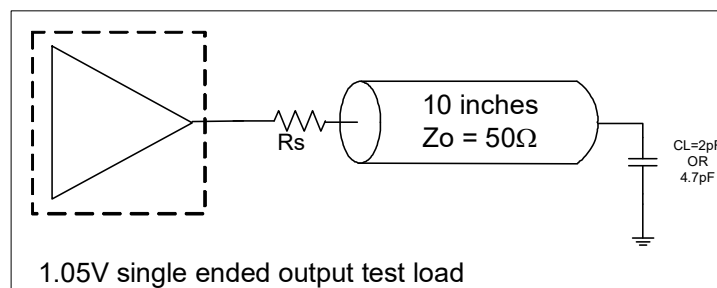 10 inches
Zo = 50Ω
Rs
CL=2pF
OR
4.7pF
1.05V single ended output test load